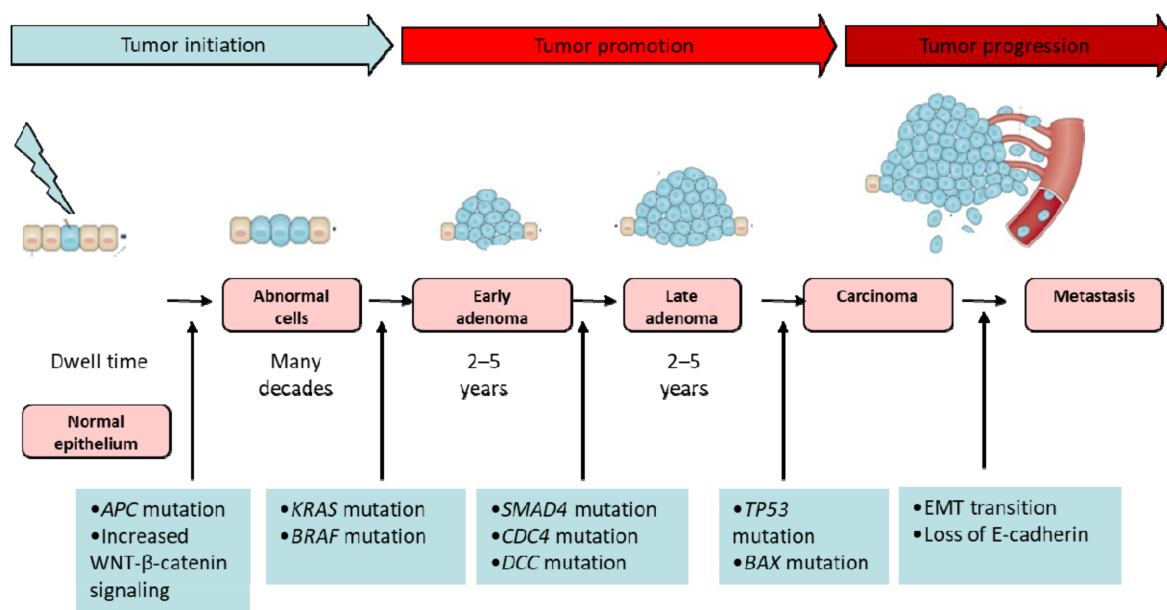 Tumor initiation
Tumor promotion
Tumor progression
Abnormal
cells
Early
adenoma
Late
adenoma
Carcinoma
Metastasis
Dwell time
Many
decades
2–5
years
2–5
years
Normal
epithelium
•APC mutation
•Increased
WNT-β-catenin
signaling
•KRAS mutation
•BRAF mutation
•SMAD4 mutation
•CDC4 mutation
•DCC mutation
•TP53
mutation
•BAX mutation
•EMT transition
•Loss of E-cadherin